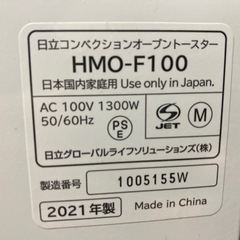 日立コンベクションオーブントースター
HMO-F100
日本国内家庭用 Use only in Japan.
AC 100V 1300W
50/60Hz
PS
E
JET
M
日立グローバルライフソリューションズ(株)
製造番号 1005155W
2021年製 Made in China